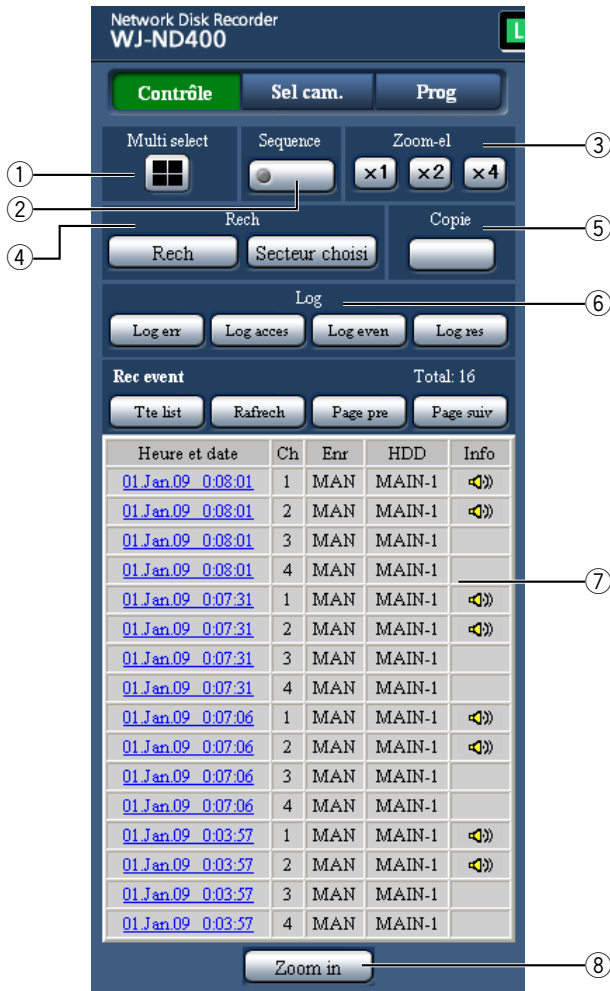 Network Disk Recorder
WJ-ND400
L
Contrôle Sel cam. Prog
Multi select Sequence Zoom-el ③
① ×1 ×2 ×4
②
④ Rech Copie ⑤
Rech Secteur choisi
Log ⑥
Log err Log acces Log even Log res
Rec event Total: 16
Tte list Rafrech Page pre Page suiv
Heure et date Ch Enr HDD Info
01.Jan.09 0:08:01 1 MAN MAIN-1
01.Jan.09 0:08:01 2 MAN MAIN-1
01.Jan.09 0:08:01 3 MAN MAIN-1
01.Jan.09 0:08:01 4 MAN MAIN-1 ⑦
01.Jan.09 0:07:31 1 MAN MAIN-1
01.Jan.09 0:07:31 2 MAN MAIN-1
01.Jan.09 0:07:31 3 MAN MAIN-1
01.Jan.09 0:07:31 4 MAN MAIN-1
01.Jan.09 0:07:06 1 MAN MAIN-1
01.Jan.09 0:07:06 2 MAN MAIN-1
01.Jan.09 0:07:06 3 MAN MAIN-1
01.Jan.09 0:07:06 4 MAN MAIN-1
01.Jan.09 0:03:57 1 MAN MAIN-1
01.Jan.09 0:03:57 2 MAN MAIN-1
01.Jan.09 0:03:57 3 MAN MAIN-1
01.Jan.09 0:03:57 4 MAN MAIN-1
Zoom in ⑧